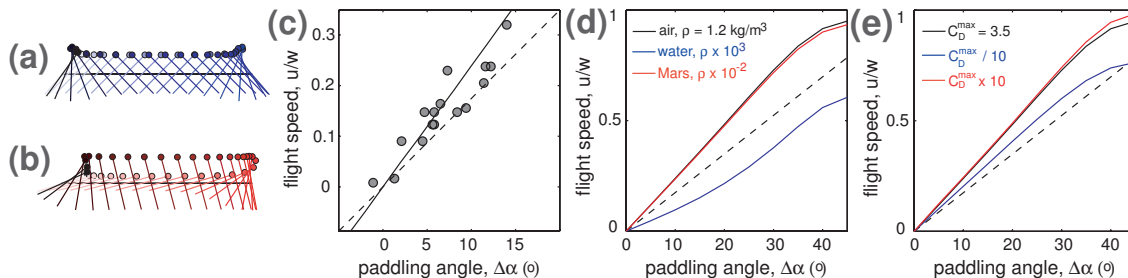 (a)
(b)
(c)
flight speed, u/w
0.3
0.2
0.1
0
0
5
10
15
20
paddling angle, Δα (o)
(d)
flight speed, u/w
1
0.5
0
0
10
20
30
40
paddling angle, Δα (o)
air, ρ = 1.2 kg/m³
water, ρ x 10³
Mars, ρ x 10⁻²
(e)
flight speed, u/w
1
0.5
0
0
10
20
30
40
paddling angle, Δα (o)
C_D^max = 3.5
C_D^max / 10
C_D^max x 10